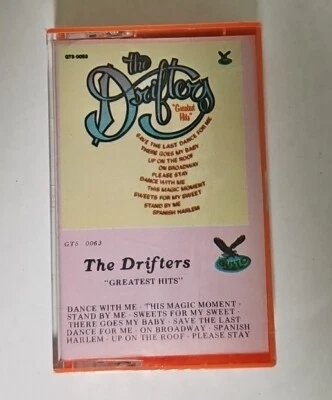 GTS-0063
the
Drifters
"Greatest
Hits"
SAVE THE LAST DANCE FOR ME
THERE GOES MY BABY
UP ON THE ROOF
ON BROADWAY
PLEASE STAY
DANCE WITH ME
THIS MAGIC MOMENT
SWEETS FOR MY SWEET
STAND BY ME
SPANISH HARLEM
GTS - 0063
The Drifters
"GREATEST HITS"
DANCE WITH ME - THIS MAGIC MOMENT -
STAND BY ME - SWEETS FOR MY SWEET -
THERE GOES MY BABY - SAVE THE LAST
DANCE FOR ME - ON BROADWAY - SPANISH
HARLEM - UP ON THE ROOF - PLEASE STAY